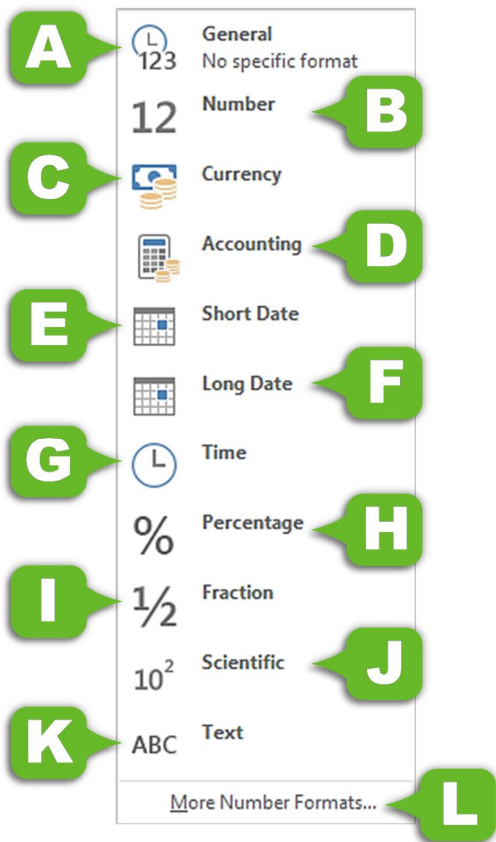 A
General
123
No specific format
12
Number
B
C
Currency
Accounting
D
E
Short Date
Long Date
F
G
Time
%
Percentage
H
I
½
Fraction
10²
Scientific
J
K
ABC
Text
More Number Formats...
L